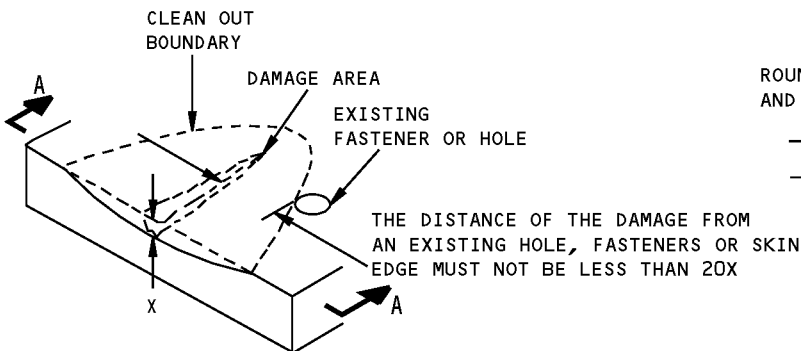 CLEAN OUT
BOUNDARY
DAMAGE AREA
A
EXISTING
FASTENER OR HOLE
THE DISTANCE OF THE DAMAGE FROM
AN EXISTING HOLE, FASTENERS OR SKIN
EDGE MUST NOT BE LESS THAN 20X
X
A
AND